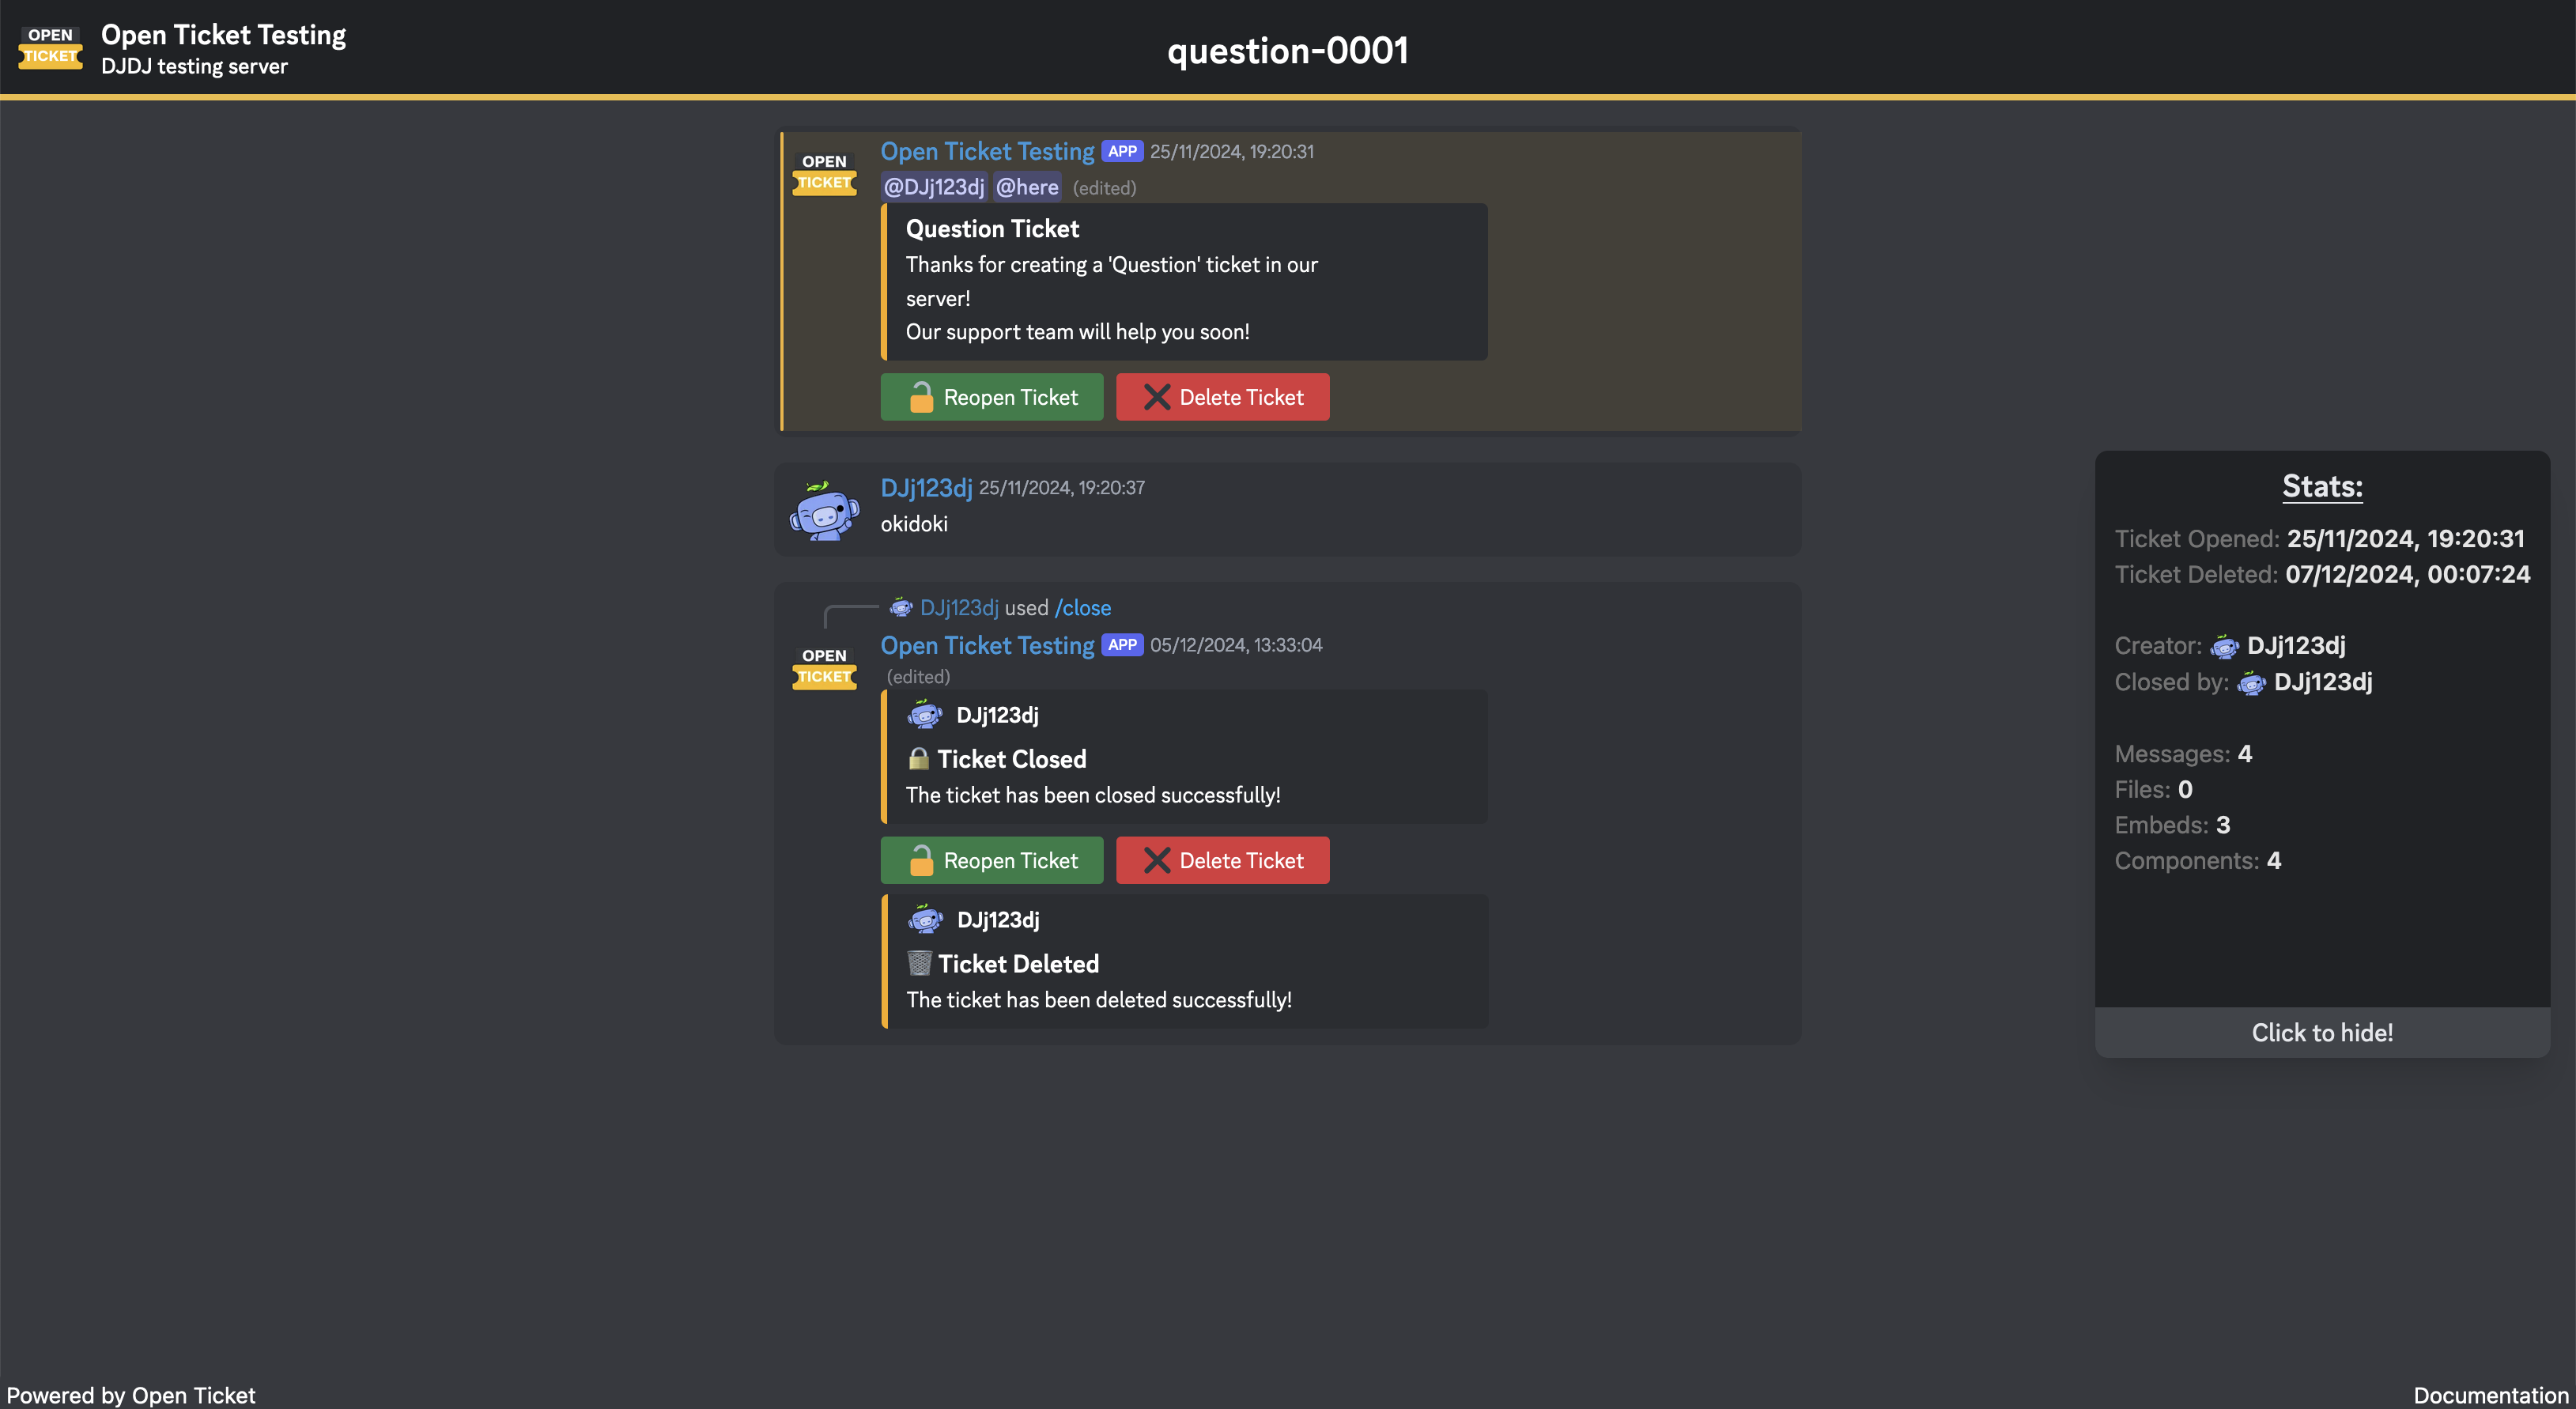 OPEN
TICKET
Open Ticket Testing
DJDJ testing server
question-0001
OPEN
TICKET
Open Ticket Testing APP 25/11/2024, 19:20:31
@DJj123dj @here (edited)
Question Ticket
Thanks for creating a 'Question' ticket in our
server!
Our support team will help you soon!
Reopen Ticket
Delete Ticket
DJj123dj 25/11/2024, 19:20:37
okidoki
DJj123dj used /close
OPEN
TICKET
Open Ticket Testing APP 05/12/2024, 13:33:04
(edited)
DJj123dj
Ticket Closed
The ticket has been closed successfully!
Reopen Ticket
Delete Ticket
DJj123dj
Ticket Deleted
The ticket has been deleted successfully!
Stats:
Ticket Opened: 25/11/2024, 19:20:31
Ticket Deleted: 07/12/2024, 00:07:24
Creator: DJj123dj
Closed by: DJj123dj
Messages: 4
Files: 0
Embeds: 3
Components: 4
Click to hide!
Powered by Open Ticket
Documentation